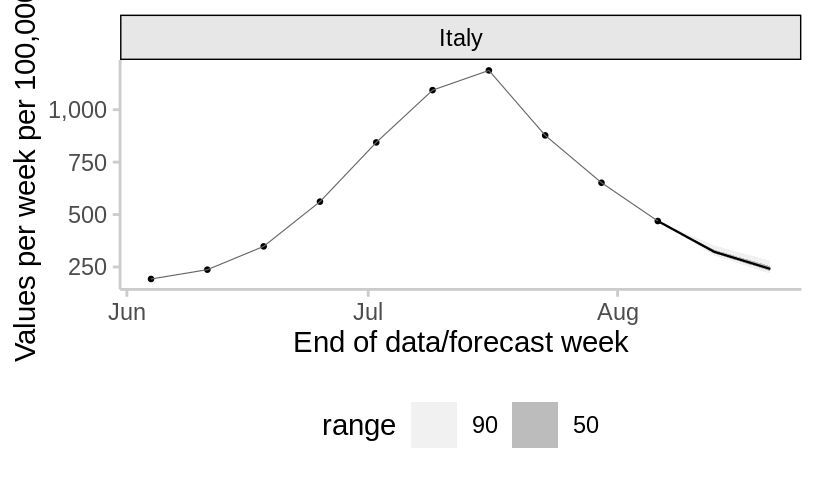 Italy
Values per week per 100,000
1,000
750
500
250
Jun Jul Aug
End of data/forecast week
range 90 50